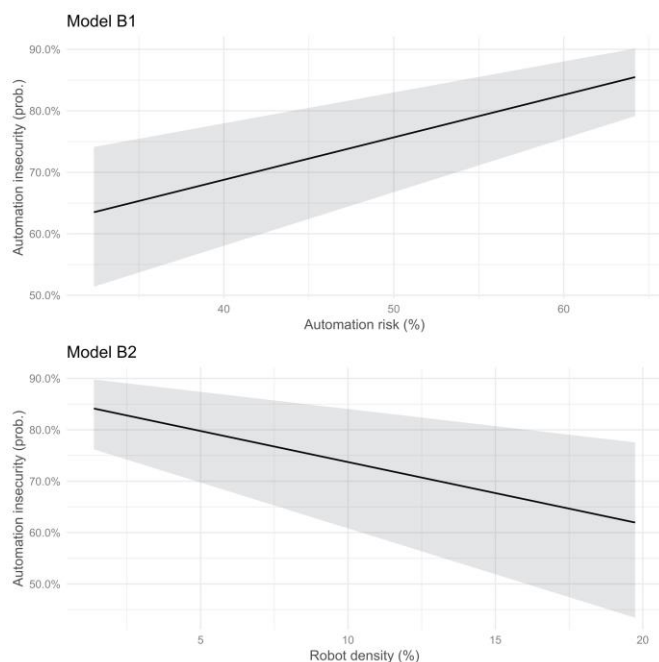 Model B1
Automation insecurity (prob.)
90.0%
80.0%
70.0%
60.0%
50.0%
40 50 60
Automation risk (%)
Model B2
Automation insecurity (prob.)
90.0%
80.0%
70.0%
60.0%
50.0%
5 10 15 20
Robot density (%)